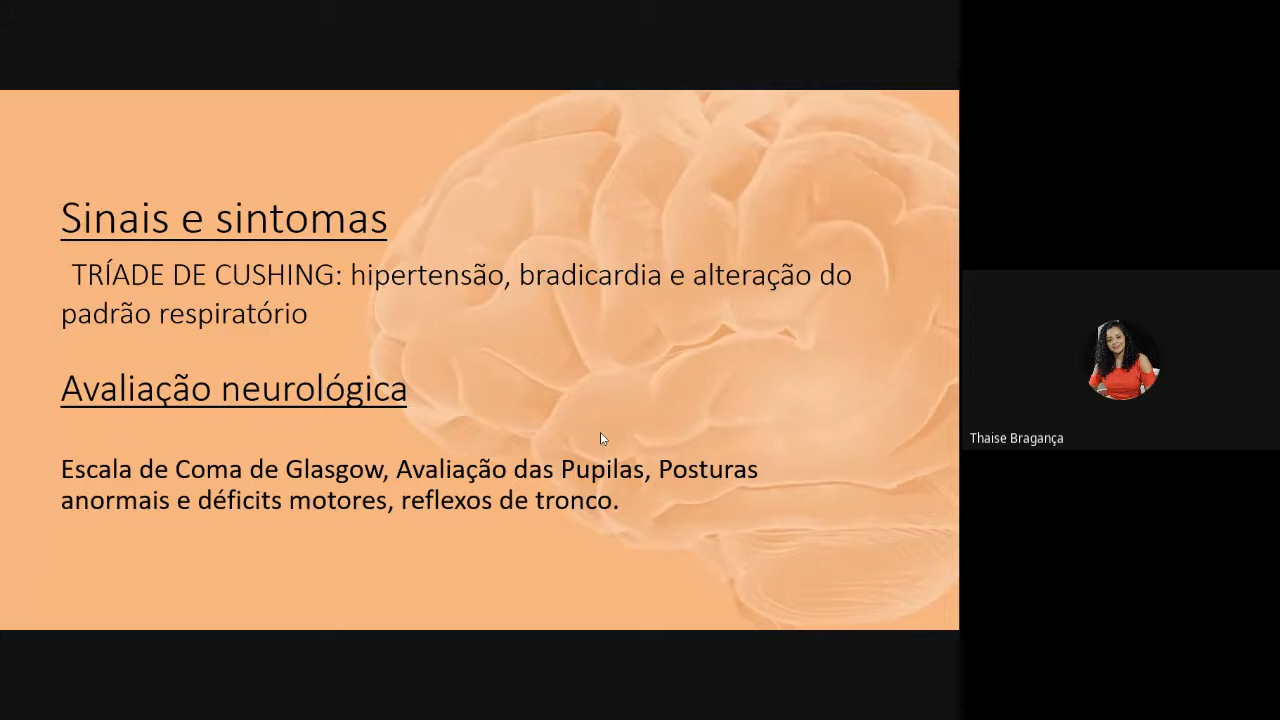 Sinais e sintomas
TRÍADE DE CUSHING: hipertensão, bradicardia e alteração do
padrão respiratório
Avaliação neurológica
Escala de Coma de Glasgow, Avaliação das Pupilas, Posturas
anormais e déficits motores, reflexos de tronco.
Thaise Bragança